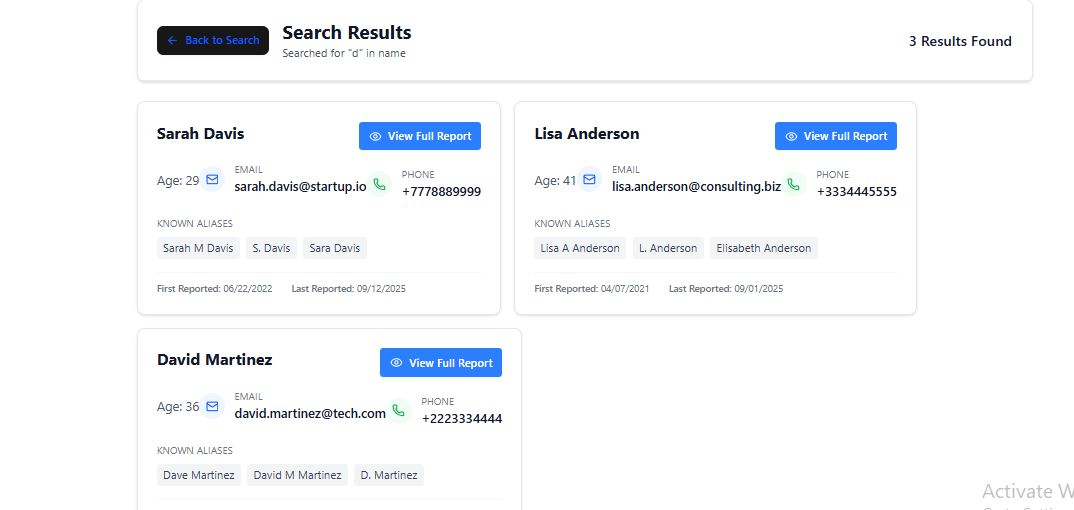 Back to Search
Search Results
Searched for "d" in name
3 Results Found
Sarah Davis
View Full Report
Age: 29
EMAIL
sarah.davis@startup.io
PHONE
+7778889999
KNOWN ALIASES
Sarah M Davis
S. Davis
Sara Davis
First Reported: 06/22/2022
Last Reported: 09/12/2025
Lisa Anderson
View Full Report
Age: 41
EMAIL
lisa.anderson@consulting.biz
PHONE
+3334445555
KNOWN ALIASES
Lisa A Anderson
L. Anderson
Elisabeth Anderson
First Reported: 04/07/2021
Last Reported: 09/01/2025
David Martinez
View Full Report
Age: 36
EMAIL
david.martinez@tech.com
PHONE
+2223334444
KNOWN ALIASES
Dave Martinez
David M Martinez
D. Martinez
Activate W